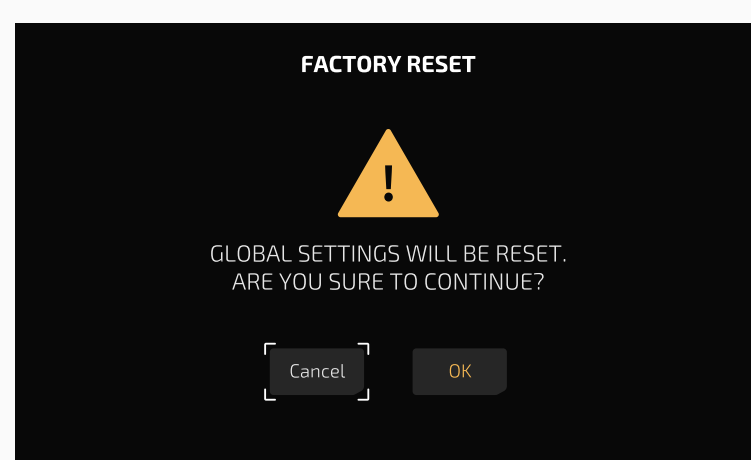 FACTORY RESET
!
GLOBAL SETTINGS WILL BE RESET.
ARE YOU SURE TO CONTINUE?
Cancel OK